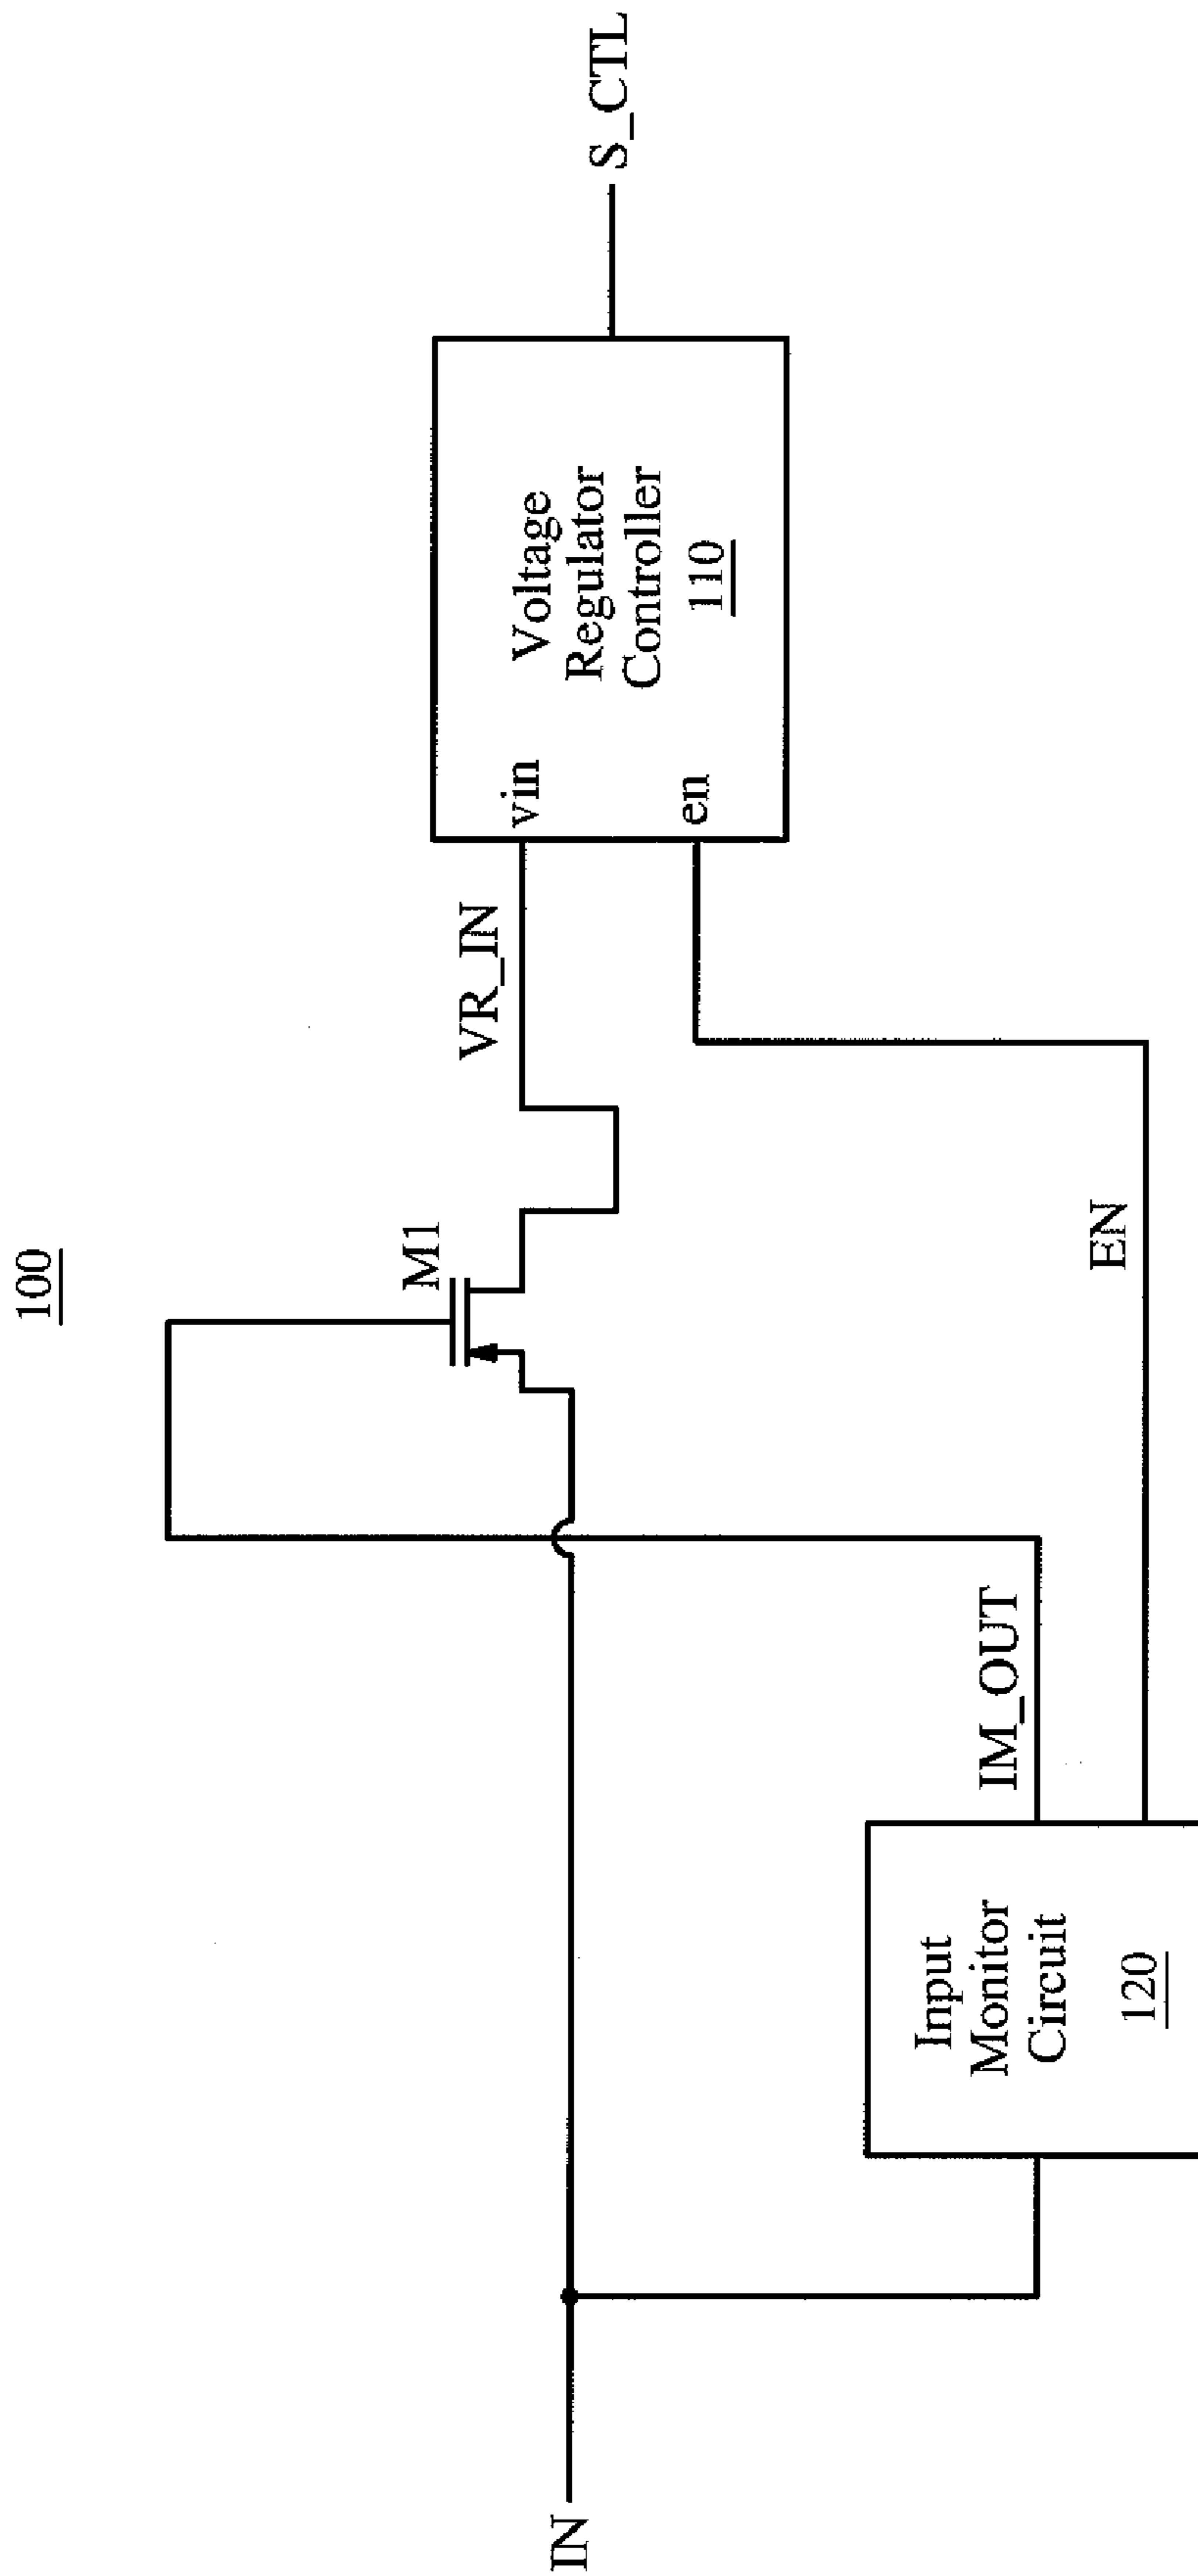 100
IN
M1
VR_IN
vin
en
Voltage
Regulator
Controller
110
S_CTL
IM_OUT
EN
Input
Monitor
Circuit
120